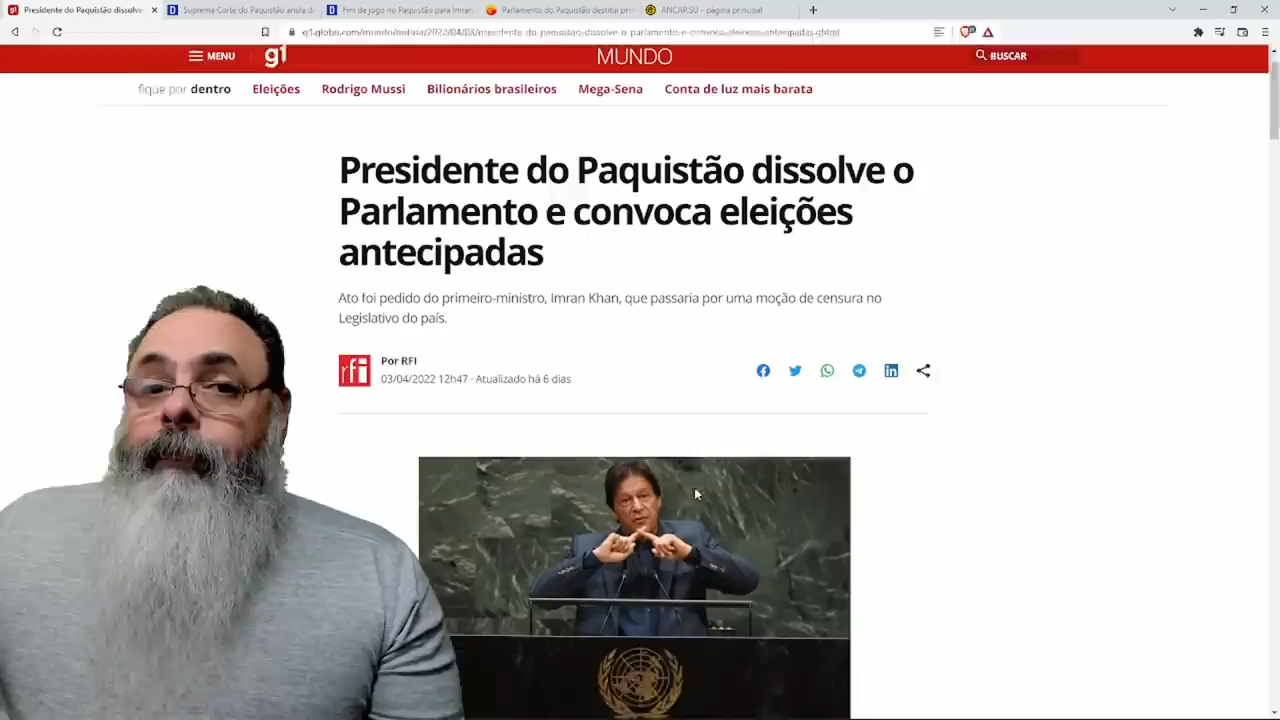 Presidente do Paquistão dissolve
Suprema Corte do Paquistão anula d
Fim de jogo no Paquistão para Imran
Parlamento do Paquistão destitui pri
ANCAP.SU - página principal
MENU
g1
MUNDO
BUSCAR
fique por dentro
Eleições
Rodrigo Mussi
Bilionários brasileiros
Mega-Sena
Conta de luz mais barata
Presidente do Paquistão dissolve o
Parlamento e convoca eleições
antecipadas
Ato foi pedido do primeiro-ministro, Imran Khan, que passaria por uma moção de censura no
Legislativo do país.
rfi
Por RFI
03/04/2022 12h47 · Atualizado há 6 dias